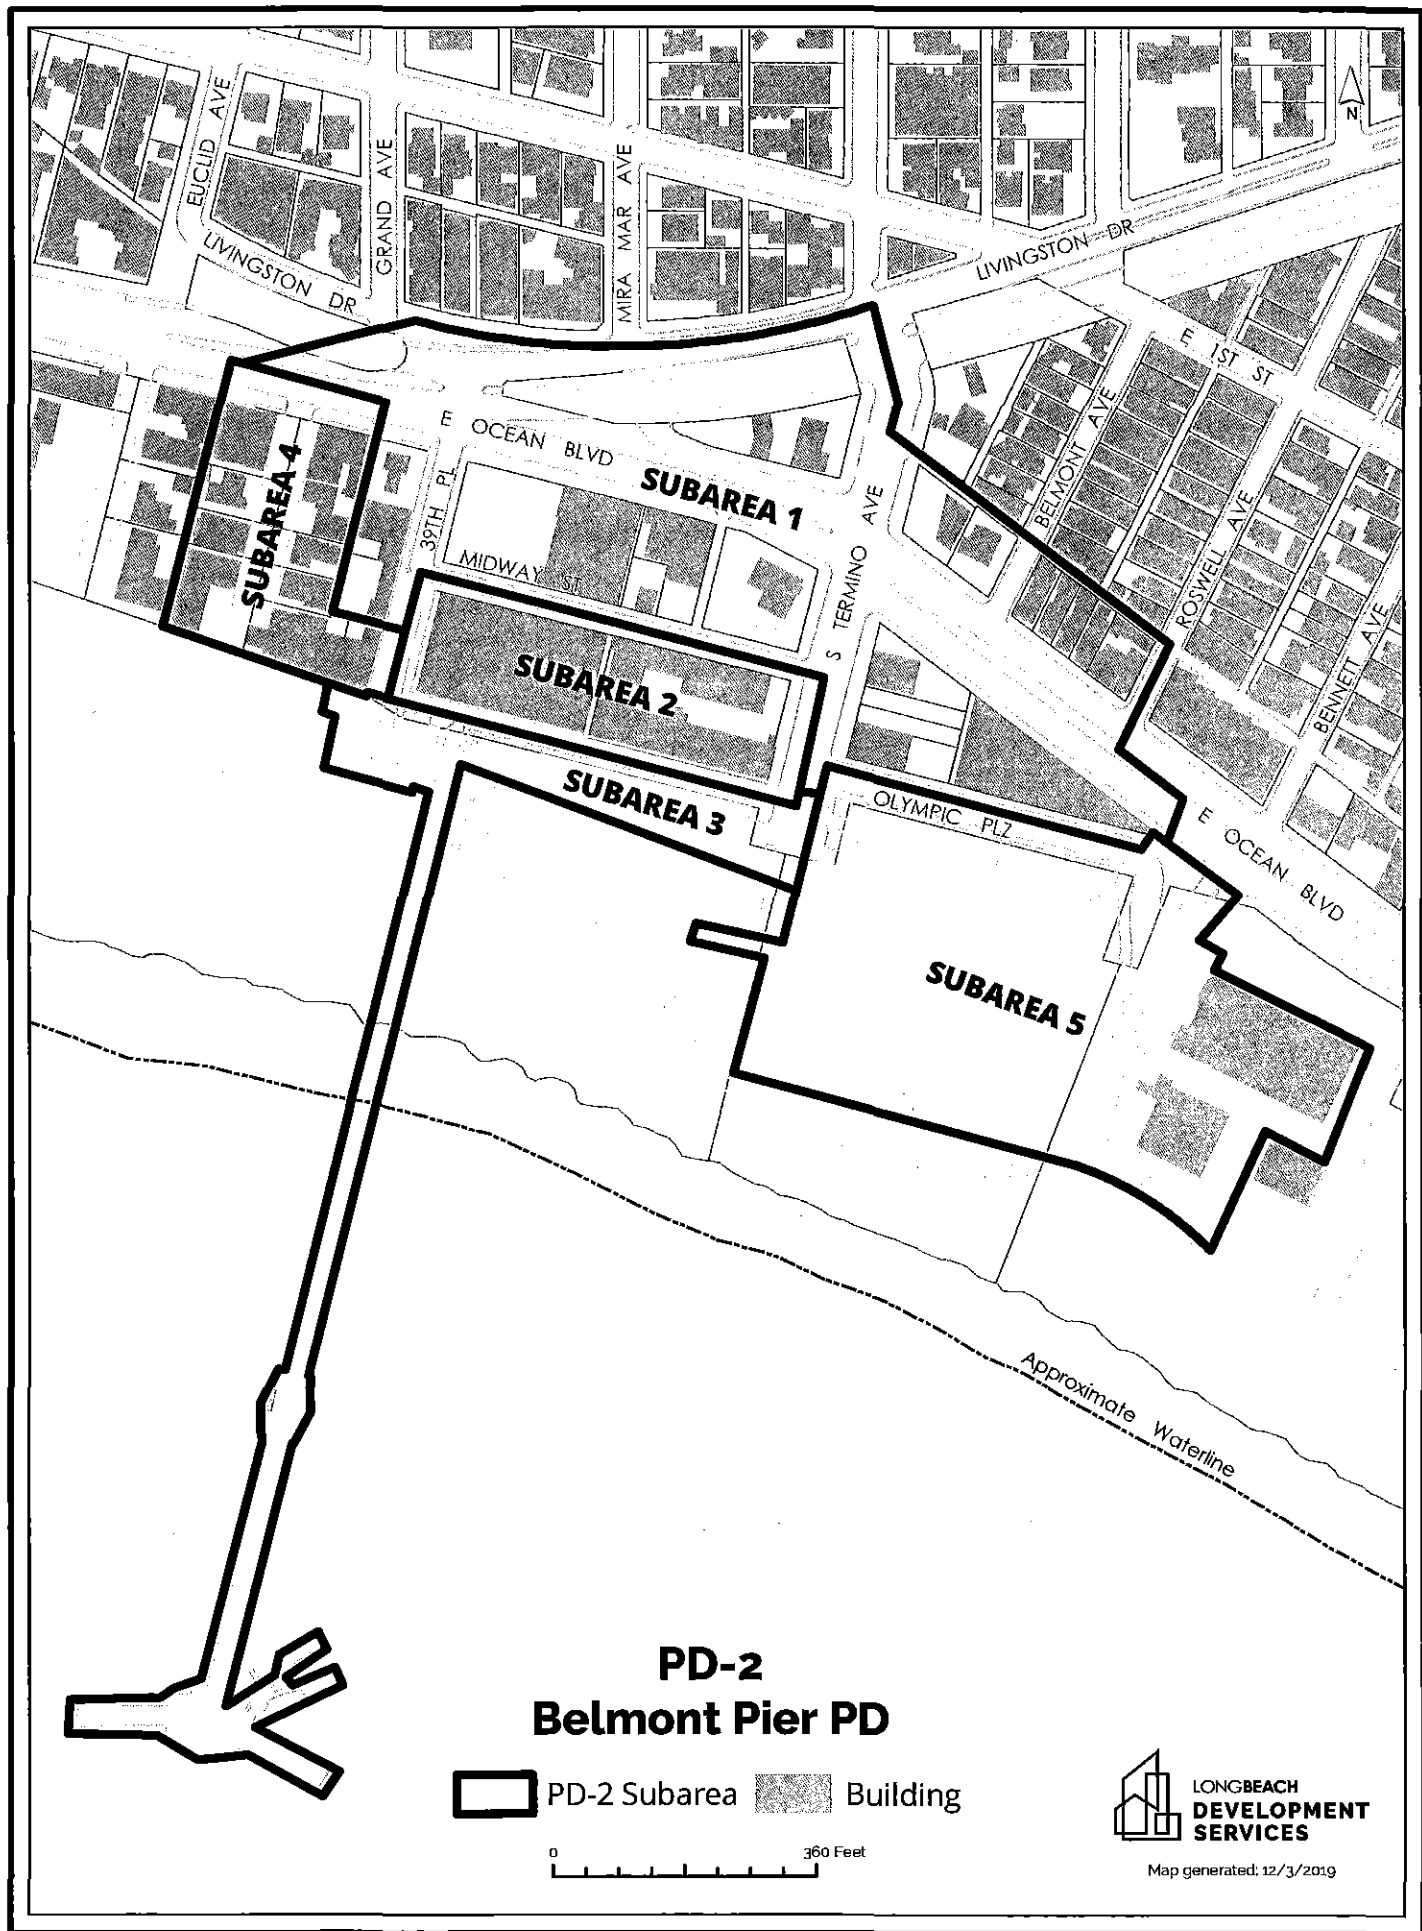 EUCLID AVE
GRAND AVE
MIRA MAR AVE
N
LIVINGSTON DR
LIVINGSTON DR
E 1ST ST
E OCEAN BLVD
SUBAREA 1
BELMONT AVE
SUBAREA 4
39TH PL
MIDWAY ST
S TERMINO AVE
ROSWELL AVE
BENNETT AVE
SUBAREA 2
SUBAREA 3
OLYMPIC PLZ
E OCEAN BLVD
SUBAREA 5
Approximate Waterline
PD-2
Belmont Pier PD
PD-2 Subarea
Building
0 360 Feet
LONGBEACH
DEVELOPMENT
SERVICES
Map generated: 12/3/2019